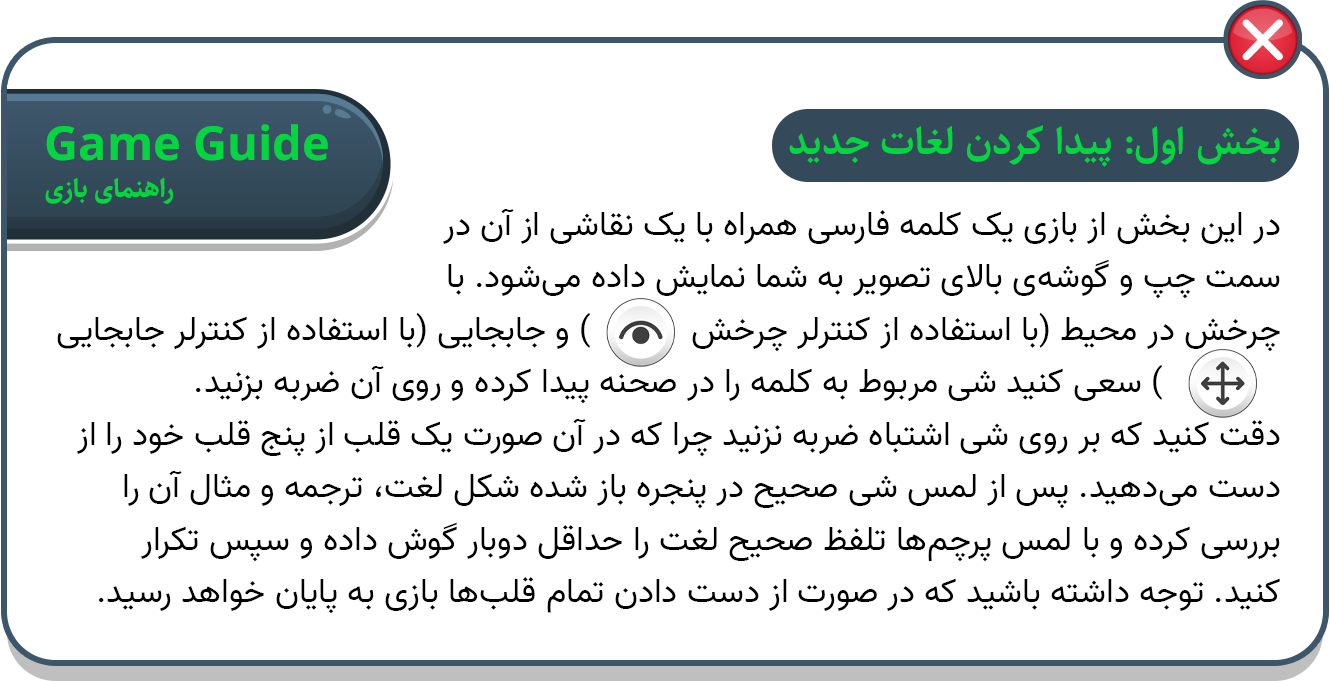 Game Guide
راهنمای بازی
بخش اول: پیدا کردن لغات جدید
در این بخش از بازی یک کلمه فارسی همراه با یک نقاشی از آن در
سمت چپ و گوشه‌ی بالای تصویر به شما نمایش داده می‌شود. با
چرخش در محیط (با استفاده از کنترلر چرخش ) و جابجایی (با استفاده از کنترلر جابجایی
) سعی کنید شی مربوط به کلمه را در صحنه پیدا کرده و روی آن ضربه بزنید.
دقت کنید که بر روی شی اشتباه ضربه نزنید چرا که در آن صورت یک قلب از پنج قلب خود را از
دست می‌دهید. پس از لمس شی صحیح در پنجره باز شده شکل لغت، ترجمه و مثال آن را
بررسی کرده و با لمس پرچم‌ها تلفظ صحیح لغت را حداقل دوبار گوش داده و سپس تکرار
کنید. توجه داشته باشید که در صورت از دست دادن تمام قلب‌ها بازی به پایان خواهد رسید.